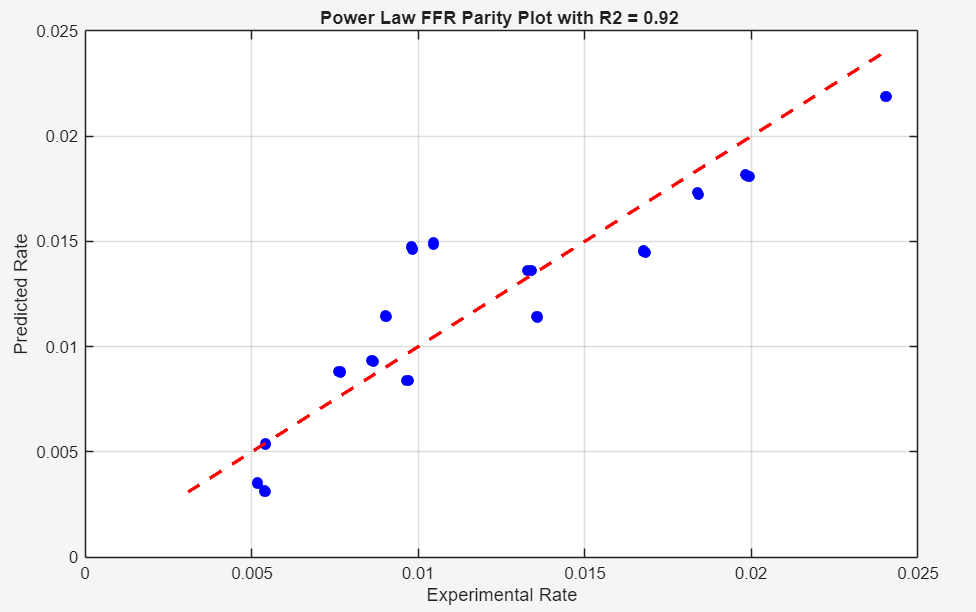 Power Law FFR Parity Plot with R2 = 0.92
0.025
0.02
0.015
0.01
0.005
0
Predicted Rate
0 0.005 0.01 0.015 0.02 0.025
Experimental Rate